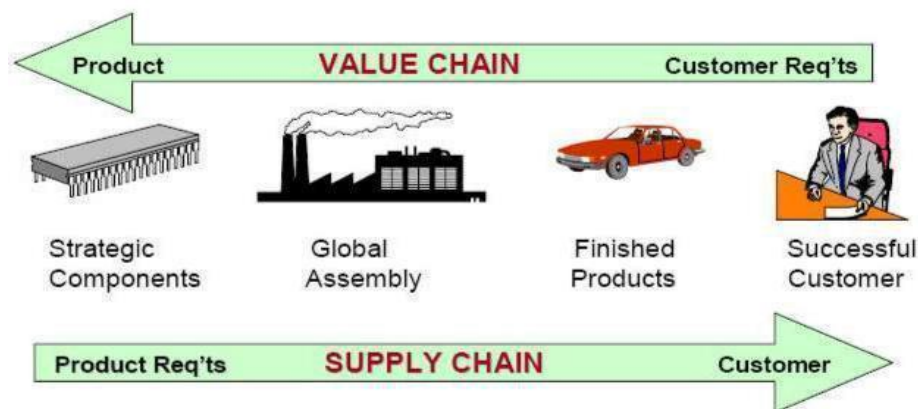 Product VALUE CHAIN Customer Req'ts
Strategic Components
Global Assembly
Finished Products
Successful Customer
Product Req'ts SUPPLY CHAIN Customer